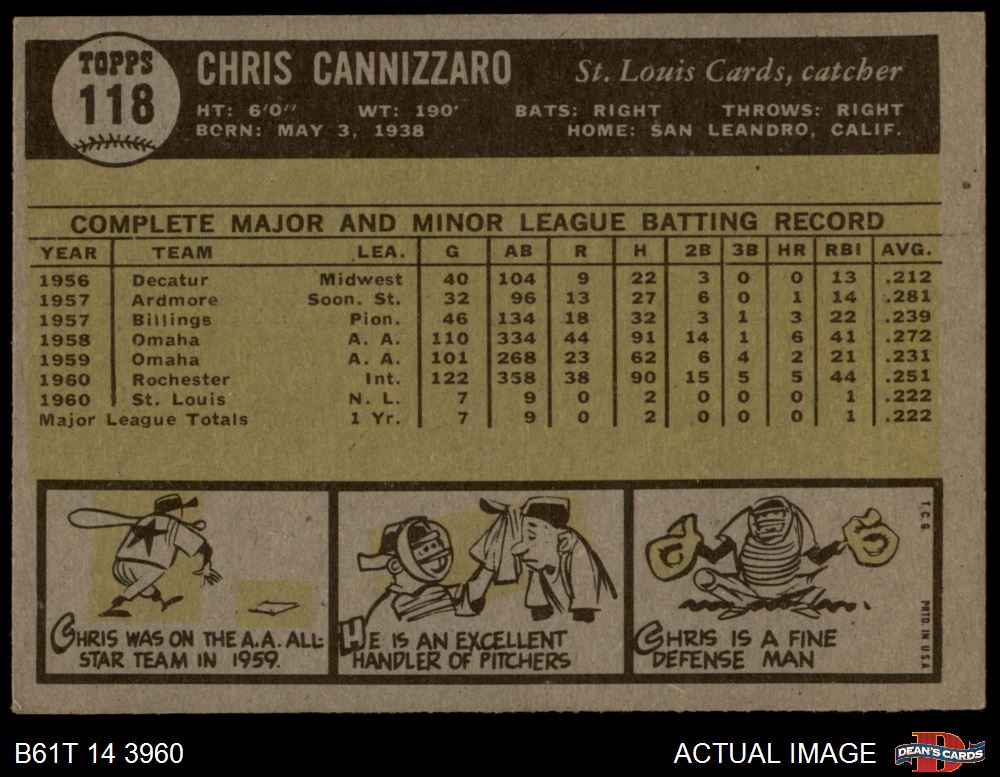 TOPPS
118
CHRIS CANNIZZARO
St. Louis Cards, catcher
HT: 6'0" WT: 190' BATS: RIGHT THROWS: RIGHT
BORN: MAY 3, 1938 HOME: SAN LEANDRO, CALIF.
COMPLETE MAJOR AND MINOR LEAGUE BATTING RECORD
YEAR TEAM LEA. G AB R H 2B 3B HR RBI AVG.
1956 Decatur Midwest 40 104 9 22 3 0 0 13 .212
1957 Ardmore Soon. St. 32 96 13 27 6 0 1 14 .281
1957 Billings Pion. 46 134 18 32 3 1 3 22 .239
1958 Omaha A. A. 110 334 44 91 14 1 6 41 .272
1959 Omaha A. A. 101 268 23 62 6 4 2 21 .231
1960 Rochester Int. 122 358 38 90 15 5 5 44 .251
1960 St. Louis N. L. 7 9 0 2 0 0 0 1 .222
Major League Totals 1 Yr. 7 9 0 2 0 0 0 1 .222
CHRIS WAS ON THE A.A. ALL-
STAR TEAM IN 1959.
HE IS AN EXCELLENT
HANDLER OF PITCHERS
CHRIS IS A FINE
DEFENSE MAN
T.C.G.
PRTD. IN USA
B61T 14 3960
ACTUAL IMAGE
D
DEAN'S CARDS